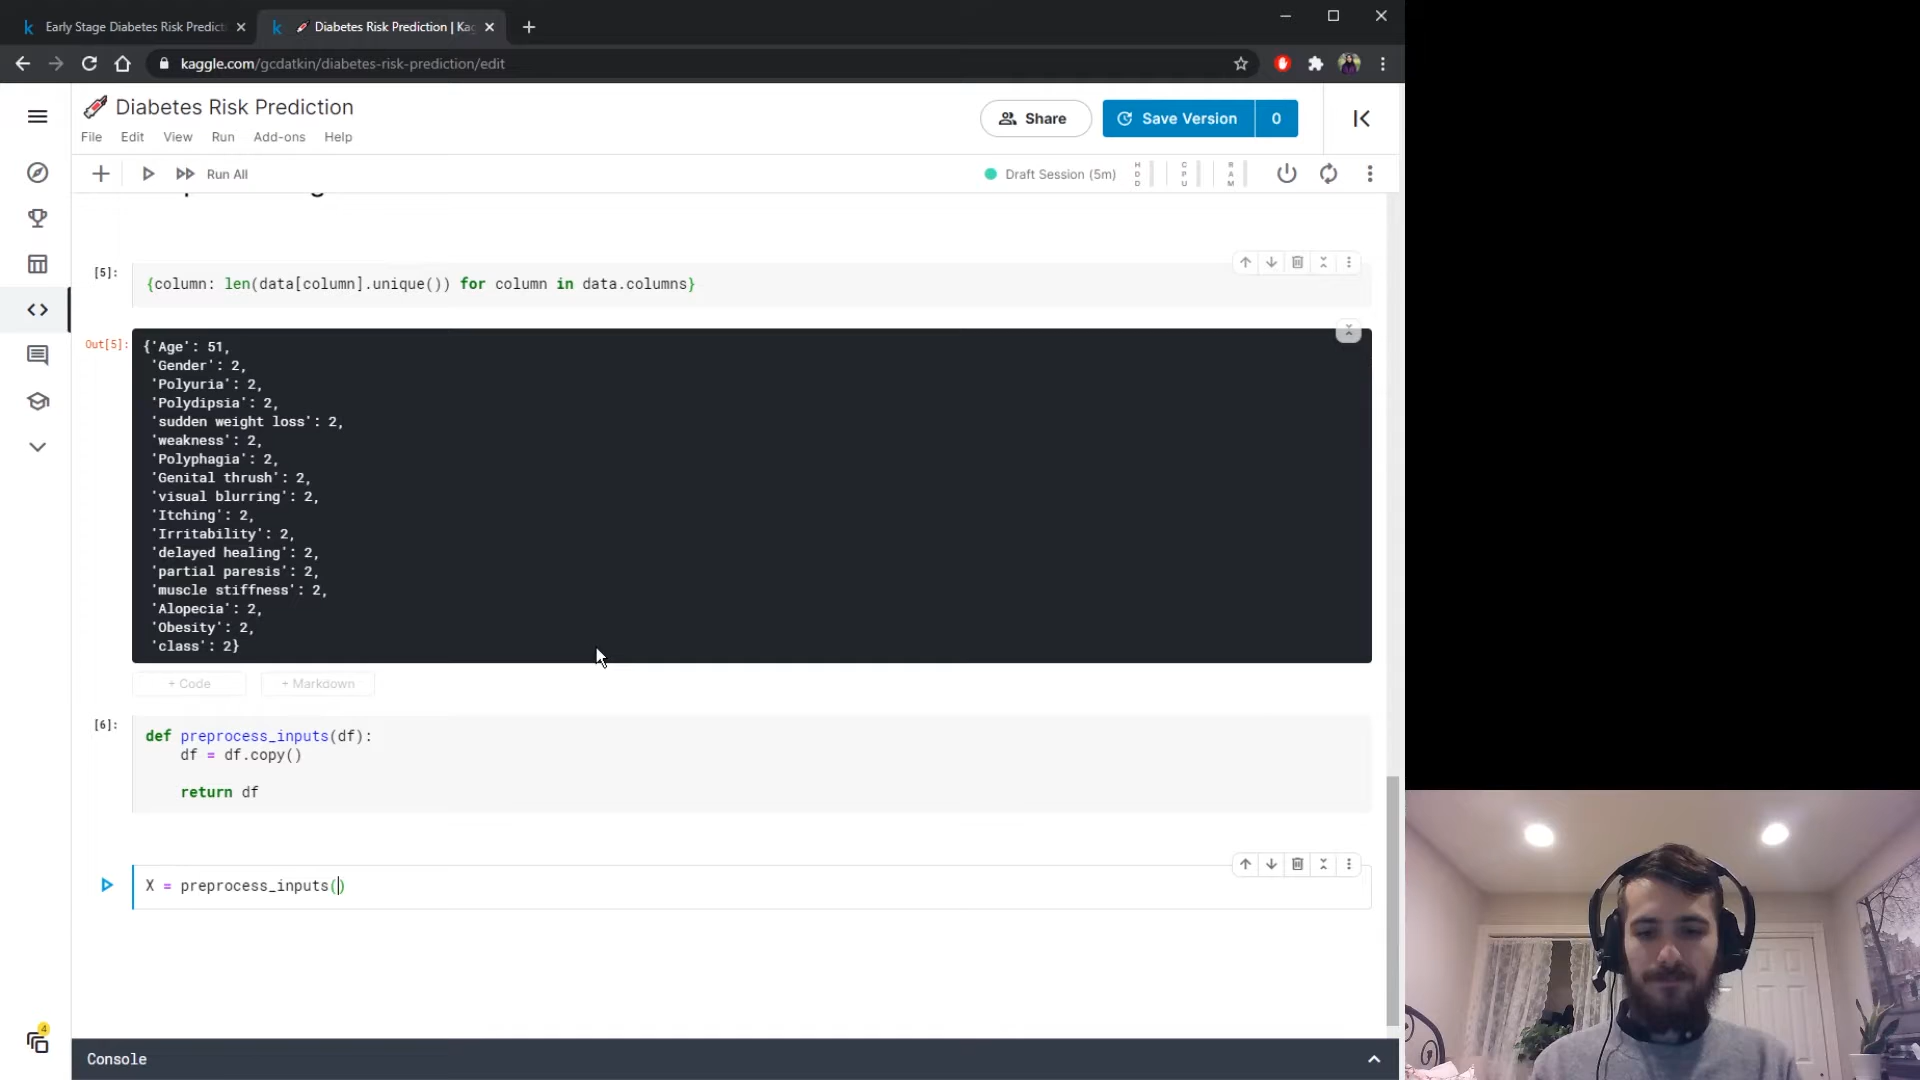 Early Stage Diabetes Risk Predict
Diabetes Risk Prediction | Kag
kaggle.com/gcdatkin/diabetes-risk-prediction/edit
Diabetes Risk Prediction
File Edit View Run Add-ons Help
Share
Save Version 0
Run All
Draft Session (5m)
HDD
CPU
RAM
[5]:
{column: len(data[column].unique()) for column in data.columns}
Out[5]:
{'Age': 51,
'Gender': 2,
'Polyuria': 2,
'Polydipsia': 2,
'sudden weight loss': 2,
'weakness': 2,
'Polyphagia': 2,
'Genital thrush': 2,
'visual blurring': 2,
'Itching': 2,
'Irritability': 2,
'delayed healing': 2,
'partial paresis': 2,
'muscle stiffness': 2,
'Alopecia': 2,
'Obesity': 2,
'class': 2}
+ Code + Markdown
[6]:
def preprocess_inputs(df):
df = df.copy()
return df
X = preprocess_inputs()
4
Console